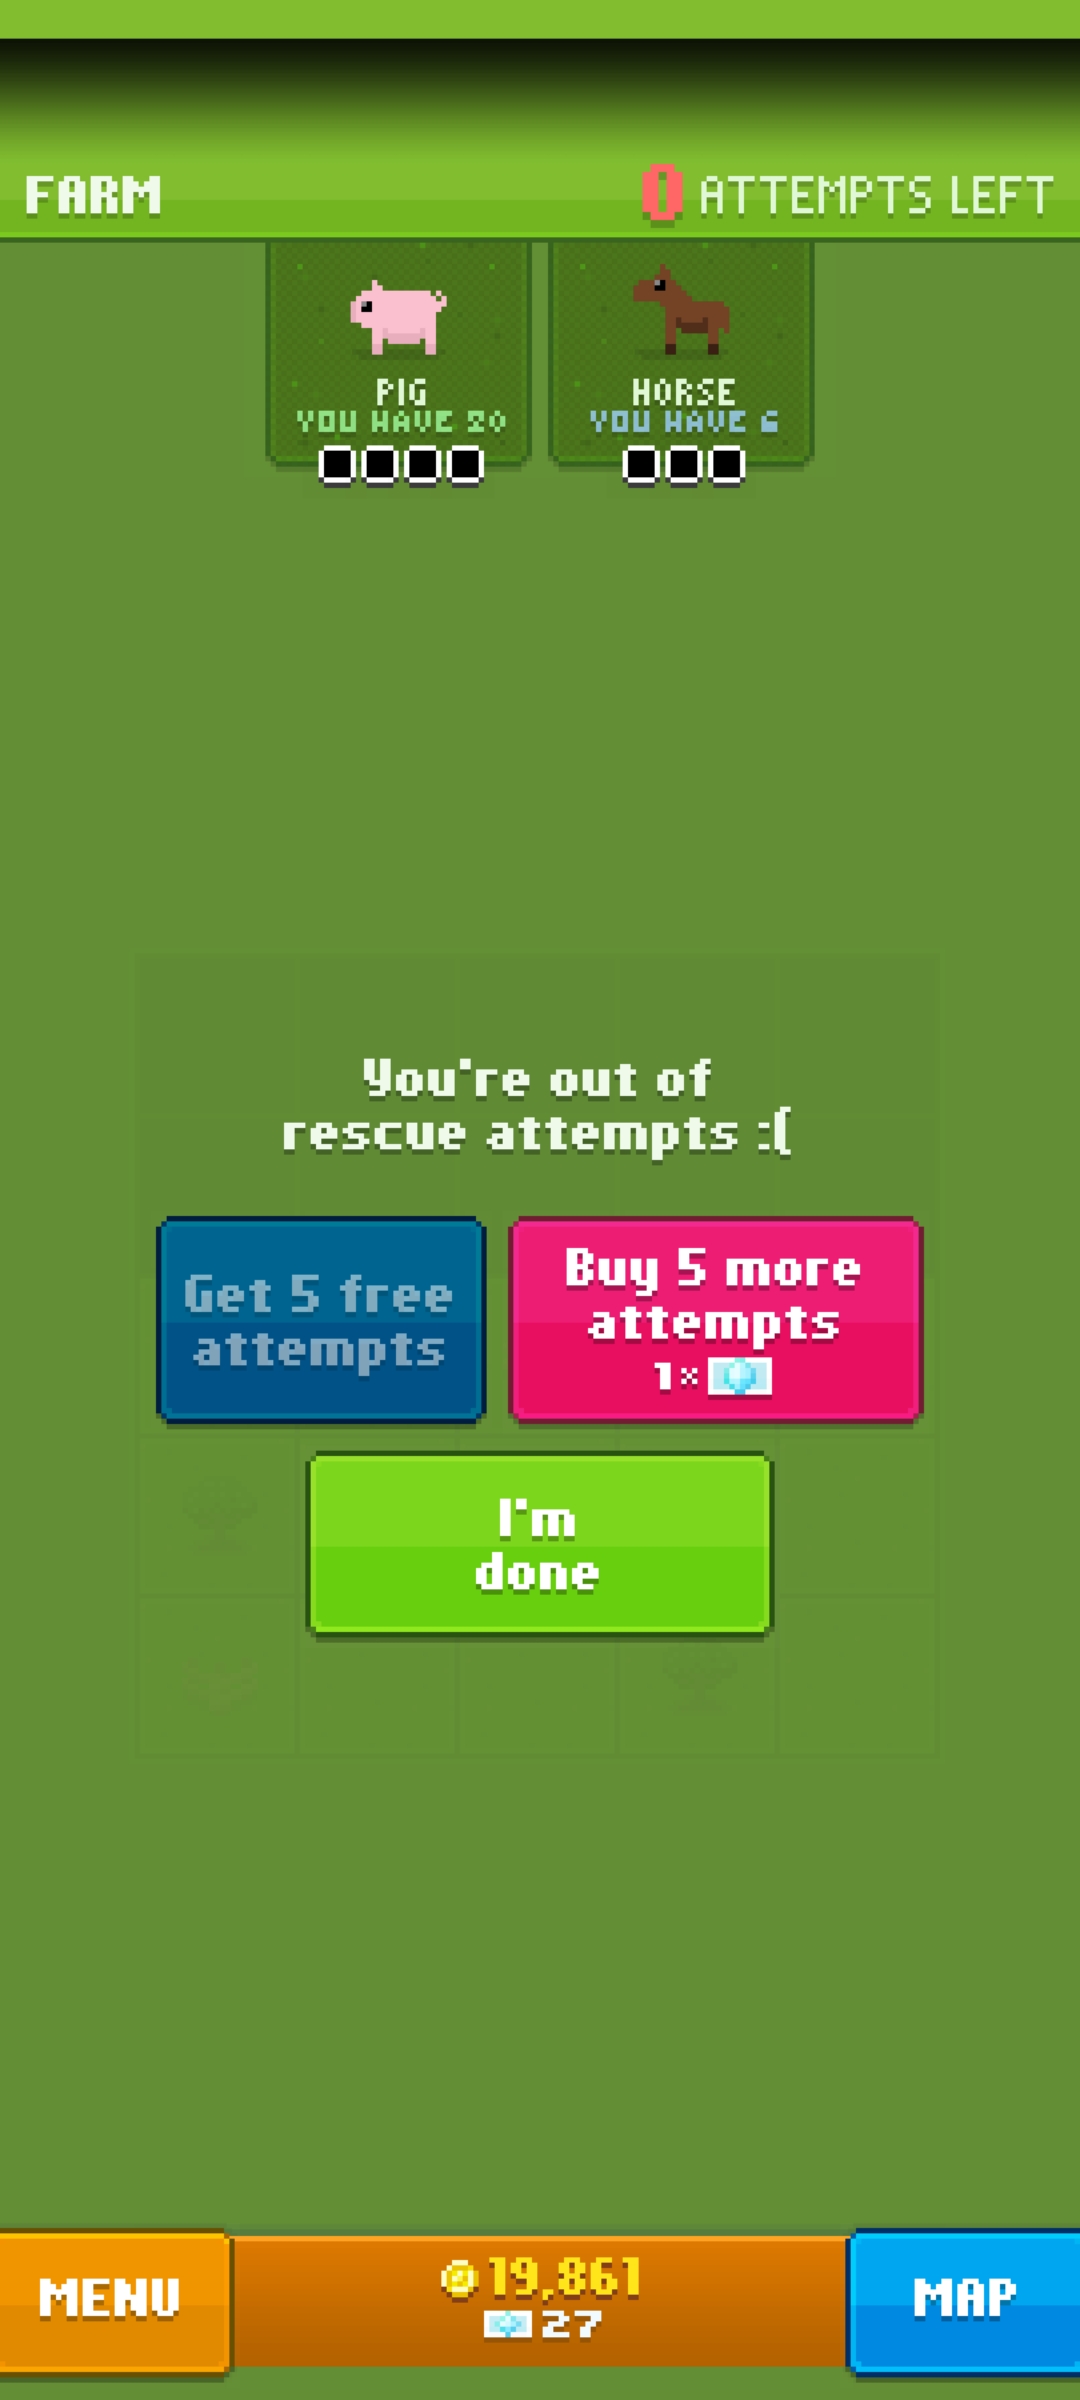 FARM
0 ATTEMPTS LEFT
PIG
YOU HAVE 20
HORSE
YOU HAVE 6
You're out of
rescue attempts :(
Get 5 free
attempts
Buy 5 more
attempts
1×
I'm
done
MENU
19,861
27
MAP